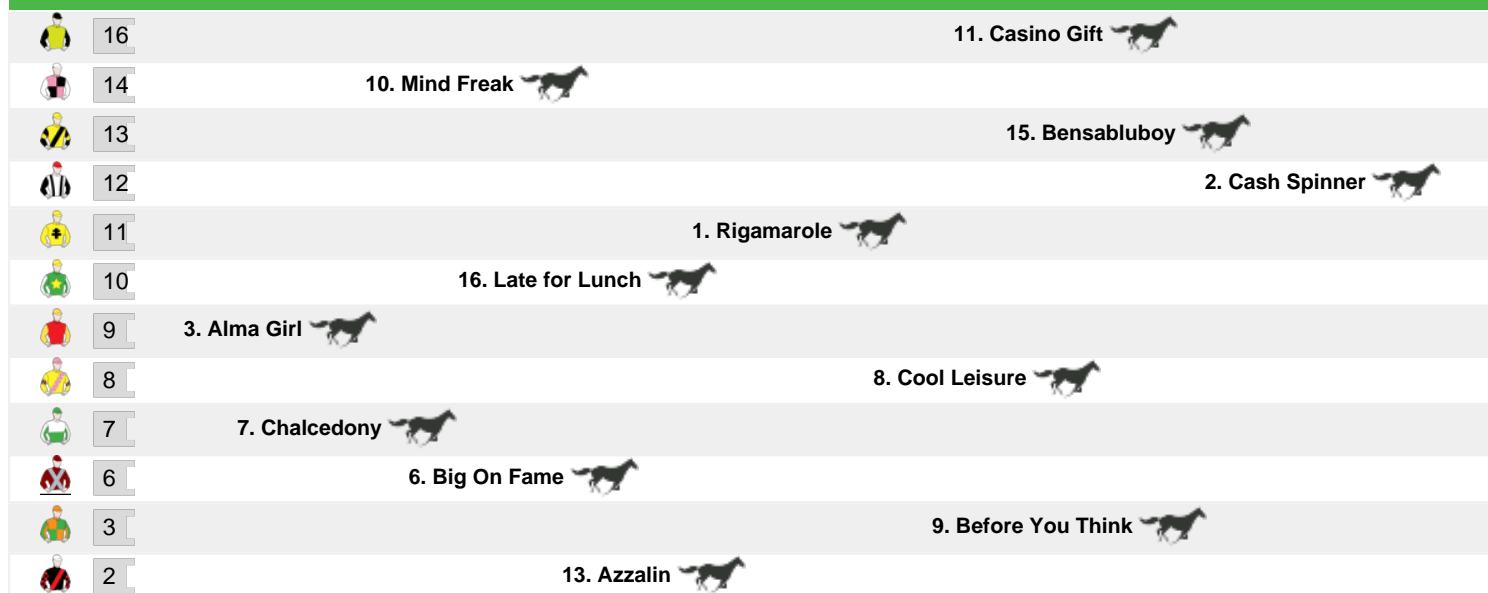 16 11. Casino Gift
14 10. Mind Freak
13 15. Bensabluboy
12 2. Cash Spinner
11 1. Rigamarole
10 16. Late for Lunch
9 3. Alma Girl
8 8. Cool Leisure
7 7. Chalcedony
6 6. Big On Fame
3 9. Before You Think
2 13. Azzalin